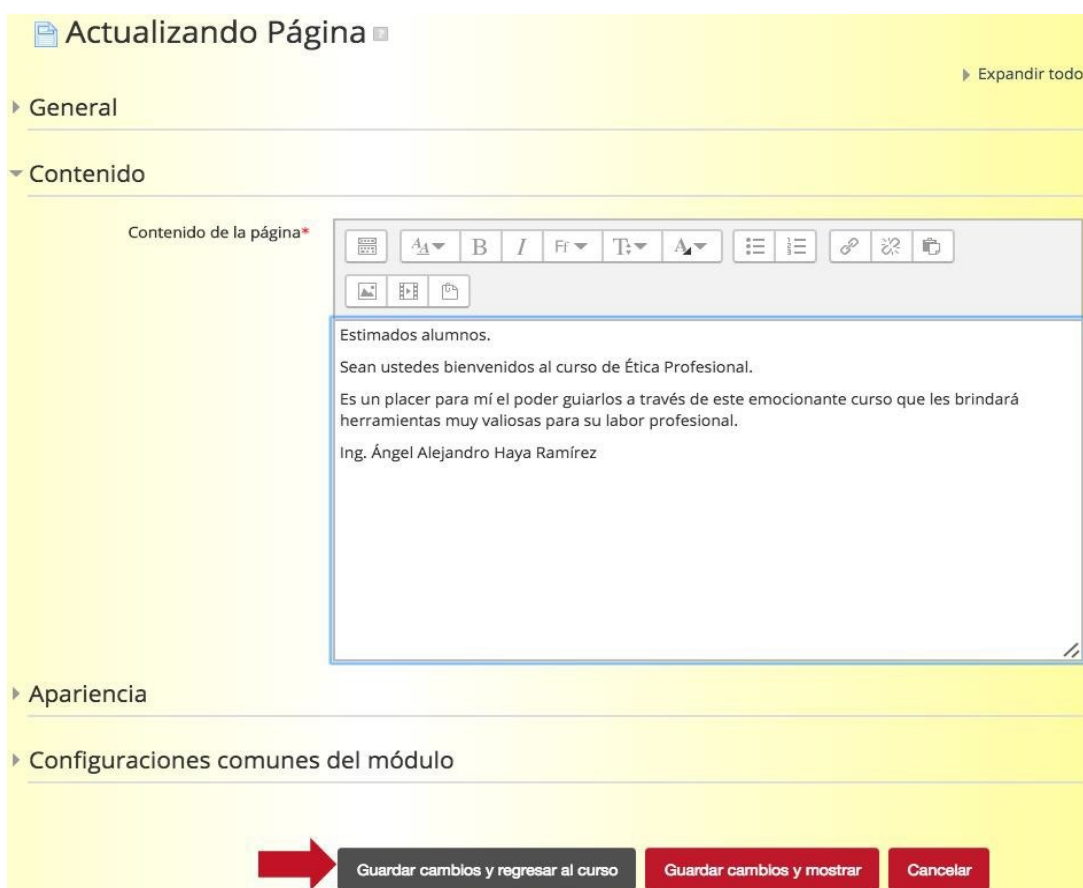 Actualizando Página
Expandir todo
General
Contenido
Contenido de la página*
Estimados alumnos.
Sean ustedes bienvenidos al curso de Ética Profesional.
Es un placer para mí el poder guiarlos a través de este emocionante curso que les brindará
herramientas muy valiosas para su labor profesional.
Ing. Ángel Alejandro Haya Ramírez
Apariencia
Configuraciones comunes del módulo
Guardar cambios y regresar al curso Guardar cambios y mostrar Cancelar